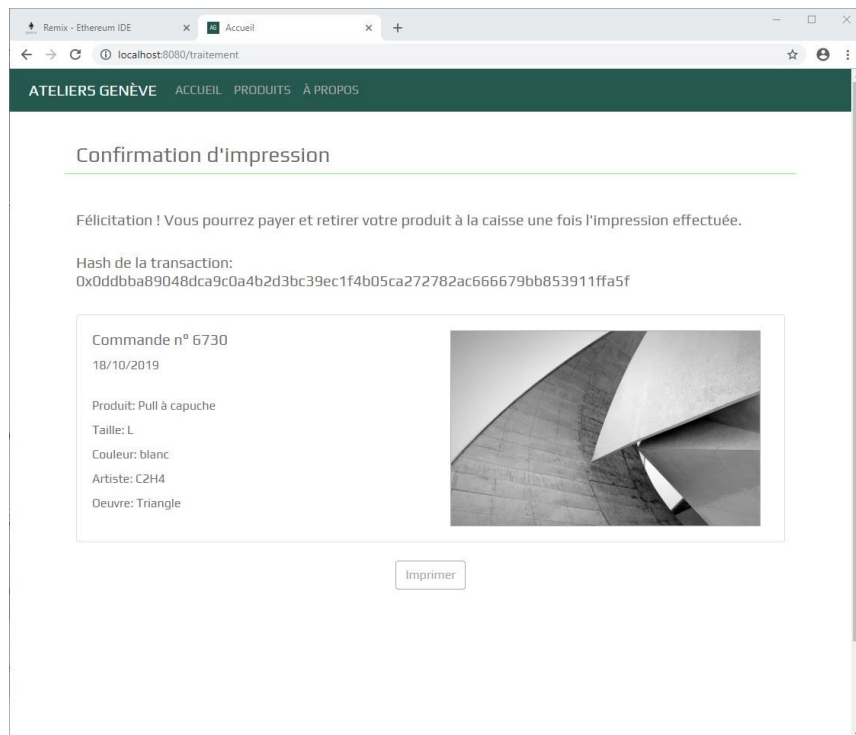 Remix - Ethereum IDE
AG
Accueil
localhost:8080/traitement
ATELIERS GENÈVE ACCUEIL PRODUITS À PROPOS
Confirmation d'impression
Félicitation ! Vous pourrez payer et retirer votre produit à la caisse une fois l'impression effectuée.
Hash de la transaction:
0x0ddbba89048dca9c0a4b2d3bc39ec1f4b05ca272782ac666679bb853911ffa5f
Commande n° 6730
18/10/2019
Produit: Pull à capuche
Taille: L
Couleur: blanc
Artiste: C2H4
Oeuvre: Triangle
Imprimer